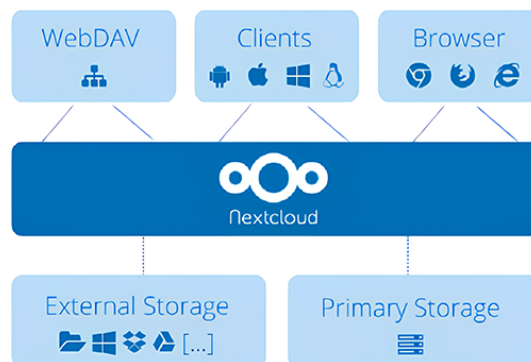 WebDAV
Clients
Browser
Nextcloud
External Storage
[...]
Primary Storage